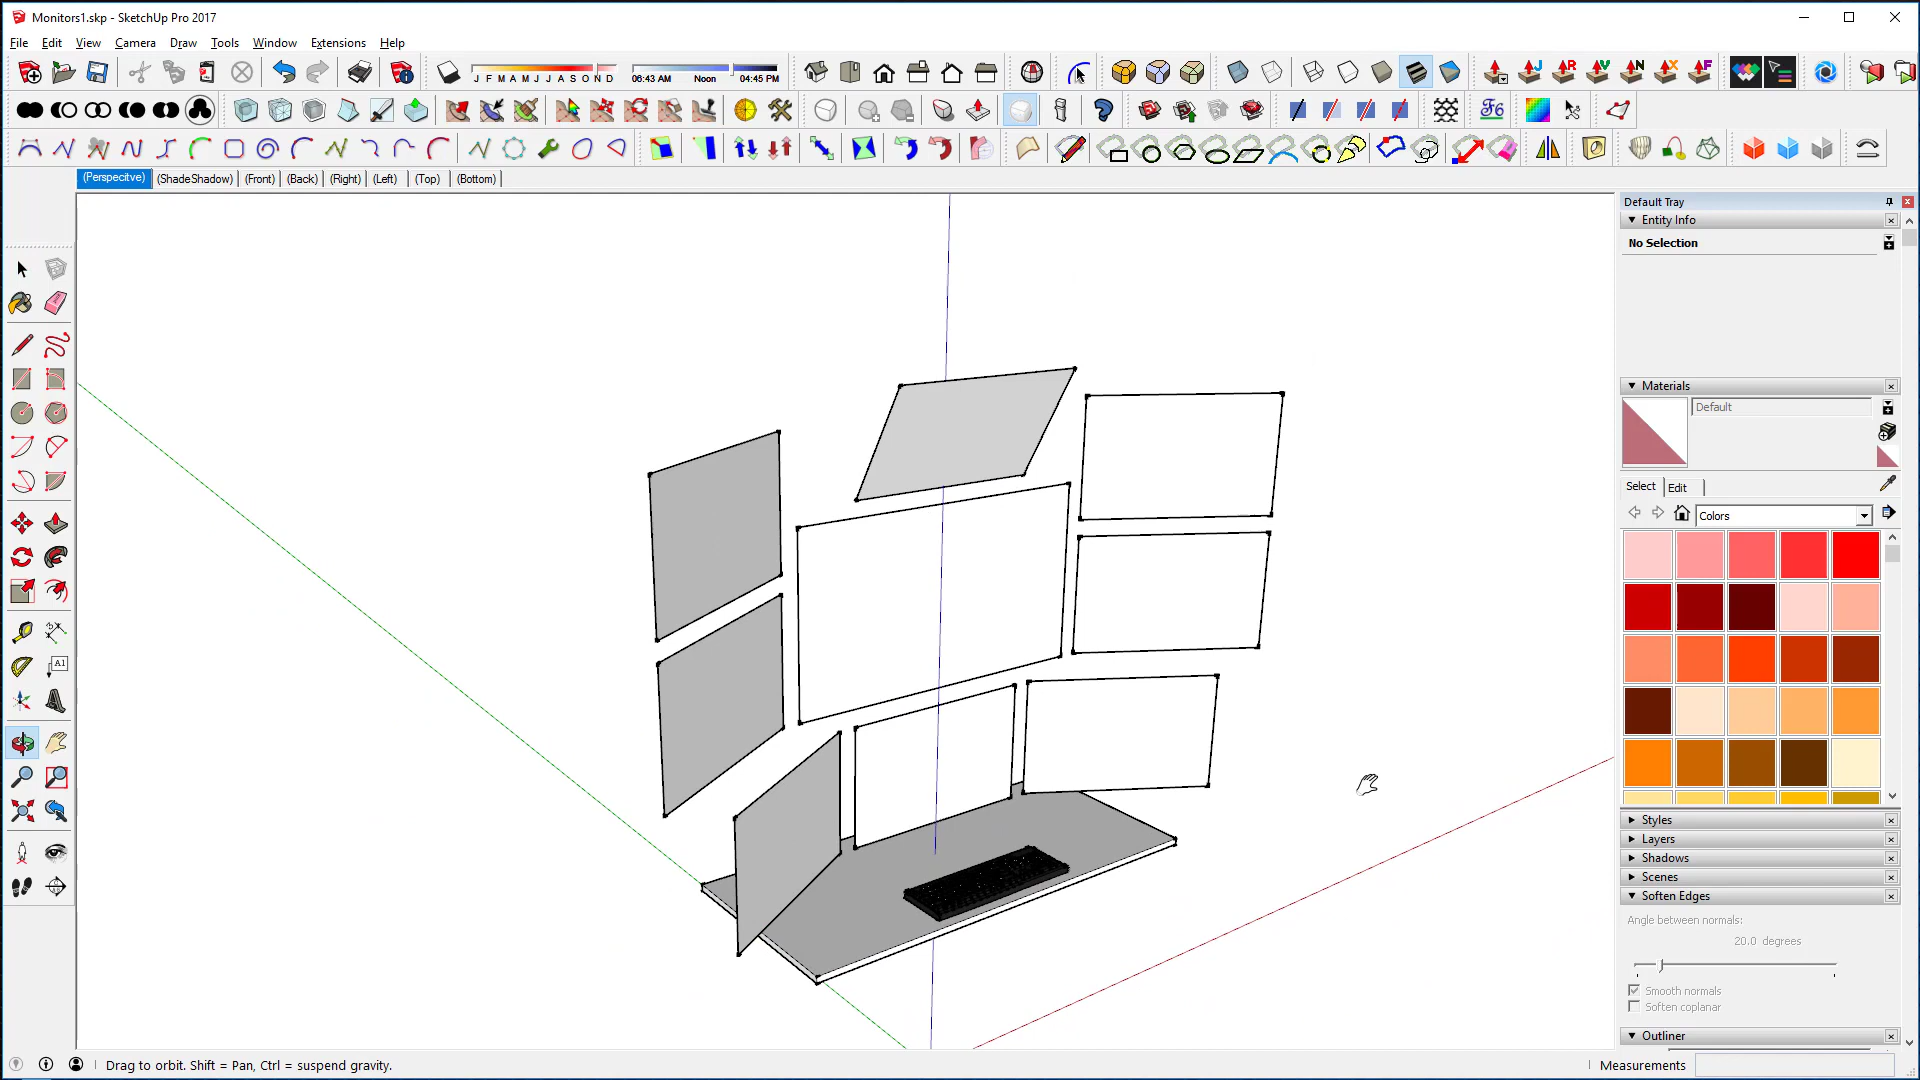 Monitors1.skp - SketchUp Pro 2017
File Edit View Camera Draw Tools Window Extensions Help
J F M A M J J A S O N D 06:43 AM Noon 04:45 PM
J R V N X F
F6
(Perspecitve) (ShadeShadow) (Front) (Back) (Right) (Left) (Top) (Bottom)
Default Tray
Entity Info
No Selection
Materials
Default
Select Edit
Colors
A1
Styles
Layers
Shadows
Scenes
Soften Edges
Angle between normals:
20.0 degrees
Smooth normals
Soften coplanar
Outliner
Drag to orbit. Shift = Pan, Ctrl = suspend gravity.
Measurements